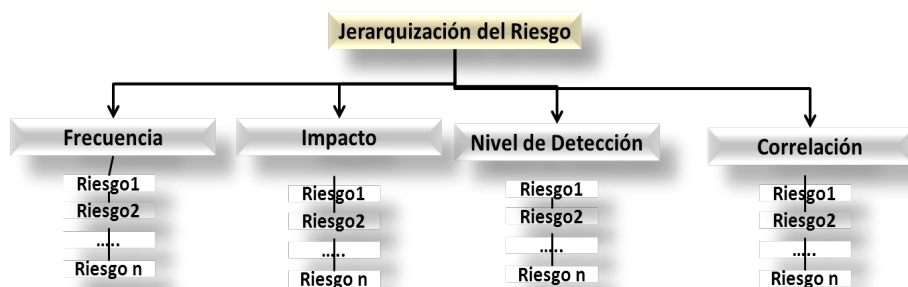 Jerarquización del Riesgo
Frecuencia
Riesgo1
Riesgo2
.....
Riesgo n
Impacto
Riesgo1
Riesgo2
.....
Riesgo n
Nivel de Detección
Riesgo1
Riesgo2
.....
Riesgo n
Correlación
Riesgo1
Riesgo2
.....
Riesgo n